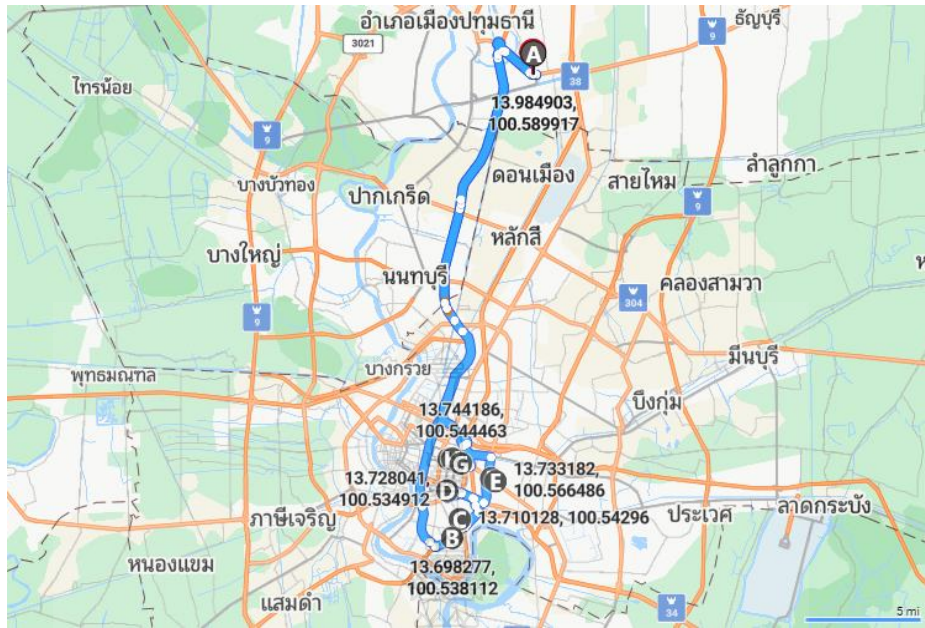 อำเภอเมืองปทุมธานี
ธัญบุรี
9
3021
A
38
ไทรน้อย
13.984903,
100.589917
9
ลำลูกกา
ดอนเมือง
สายไหม
บางบัวทอง
ปากเกร็ด
9
หลักสี่
บางใหญ่
นนทบุรี
คลองสามวา
304
9
มีนบุรี
บางกรวย
พุทธมณฑล
บึงกุ่ม
13.744186,
100.544463
G
13.728041,
100.534912
13.733182,
100.566486
E
D
ลาดกระบัง
ภาษีเจริญ
C
13.710128, 100.54296
ประเวศ
B
หนองแขม
13.698277,
100.538112
แสมดำ
34
5 mi